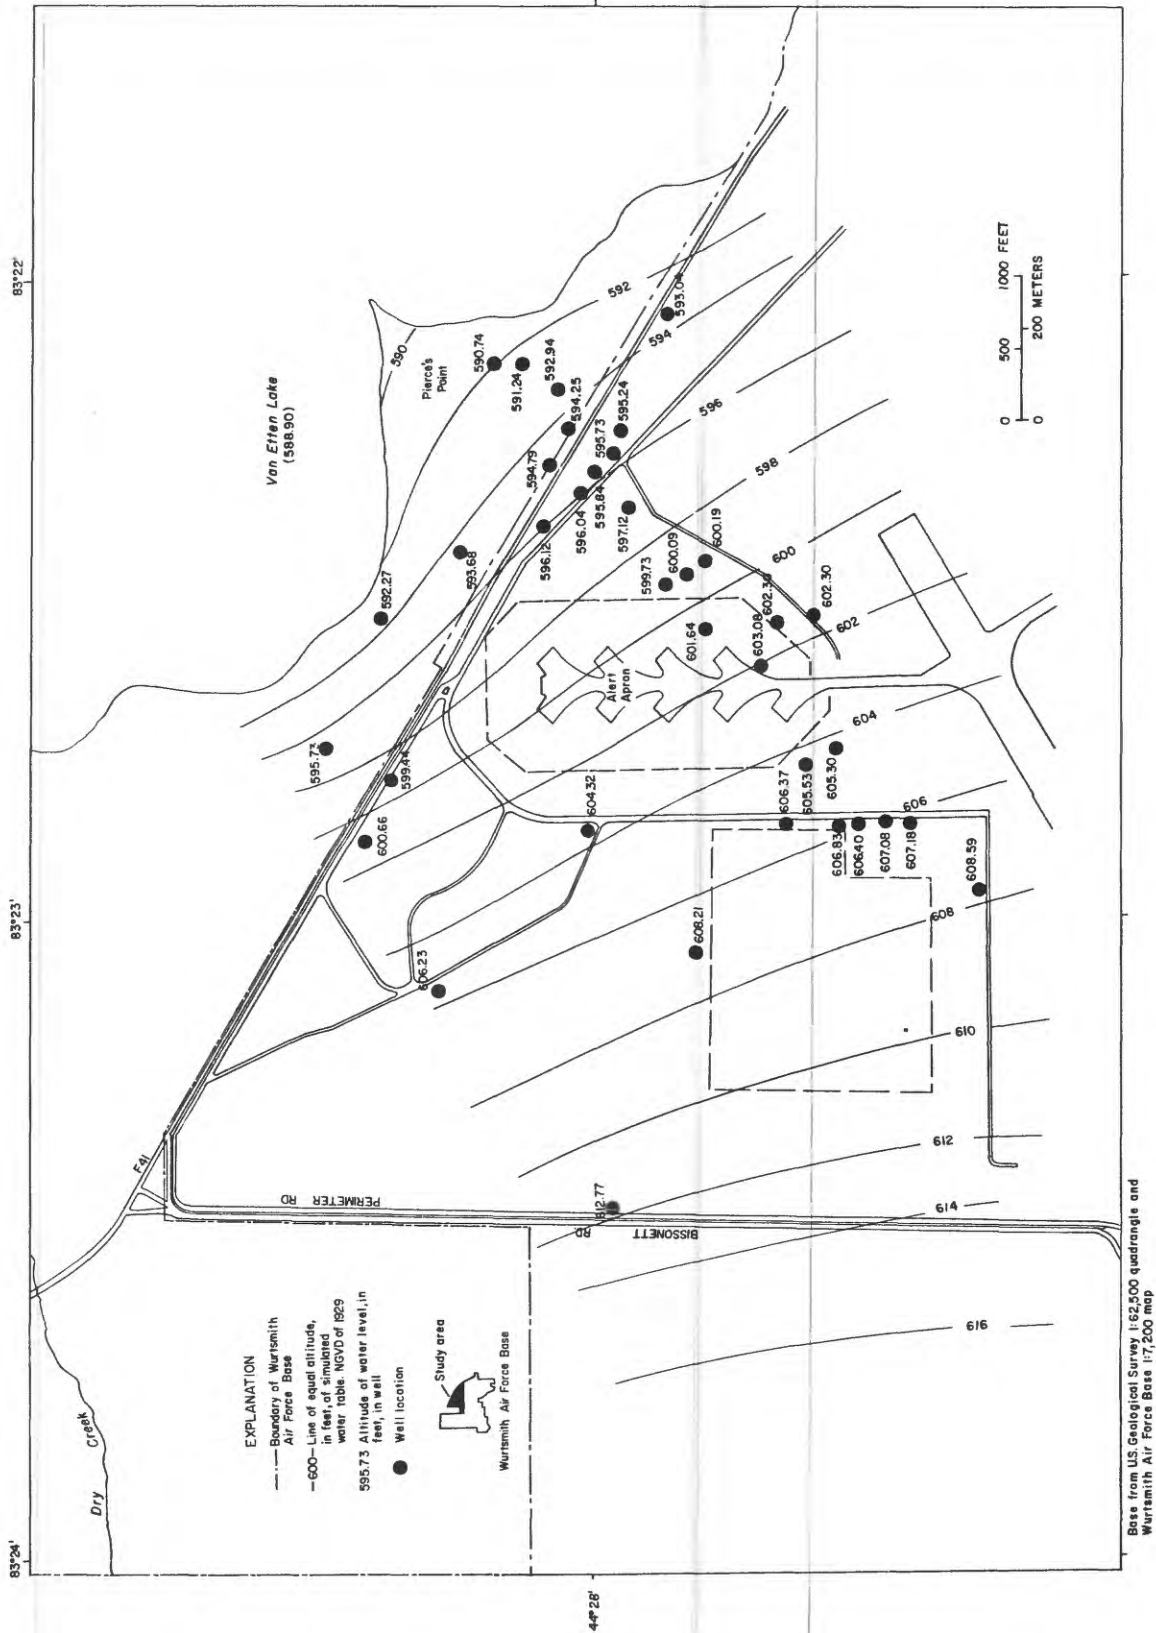 83°22'
83°23'
83°24'
44°28'
Van Etten Lake
(588.90)
Pierce's
Point
590
592
594
596
598
600
602
604
606
608
610
612
614
616
590.74
591.24
592.94
594.25
593.04
594.79
595.24
595.73
595.84
596.04
596.12
597.12
593.68
592.27
599.73
600.09
600.19
601.64
602.30
603.08
602.30
Alert
Apron
595.73
599.44
600.66
604.32
606.37
605.53
605.30
606.83
606.40
607.08
607.18
608.59
608.21
606.23
612.77
F41
PERIMETER RD
BISSONETT RD
Dry Creek
0 500 1000 FEET
0 200 METERS
EXPLANATION
Boundary of Wurtsmith
Air Force Base
—600— Line of equal altitude,
in feet, of simulated
water table. NGVD of 1929
595.73 Altitude of water level, in
feet, in well
Well location
Study area
Wurtsmith Air Force Base
Base from U.S. Geological Survey 1:62,500 quadrangle and
Wurtsmith Air Force Base 1:7,200 map